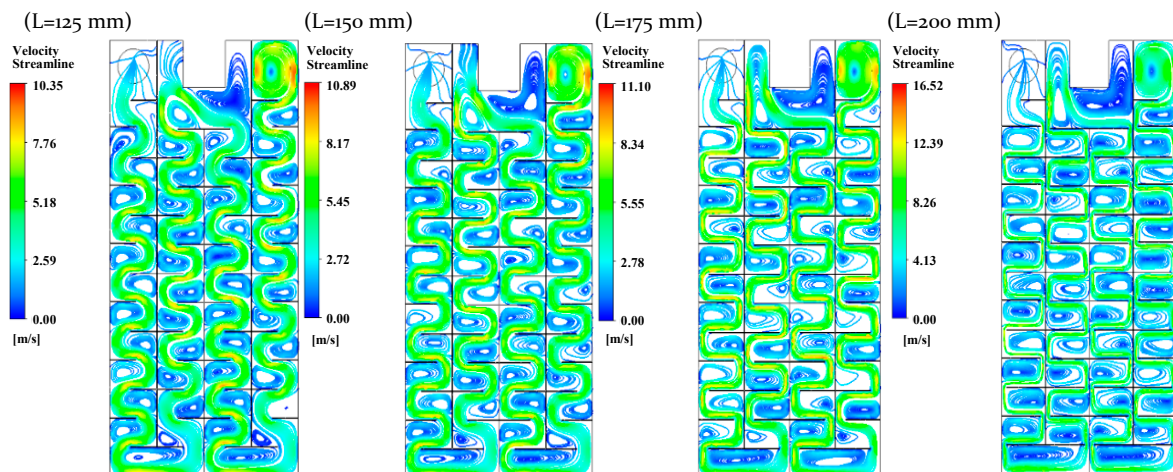 (L=125 mm)
Velocity
Streamline
10.35
7.76
5.18
2.59
0.00
[m/s]
(L=150 mm)
Velocity
Streamline
10.89
8.17
5.45
2.72
0.00
[m/s]
(L=175 mm)
Velocity
Streamline
11.10
8.34
5.55
2.78
0.00
[m/s]
(L=200 mm)
Velocity
Streamline
16.52
12.39
8.26
4.13
0.00
[m/s]